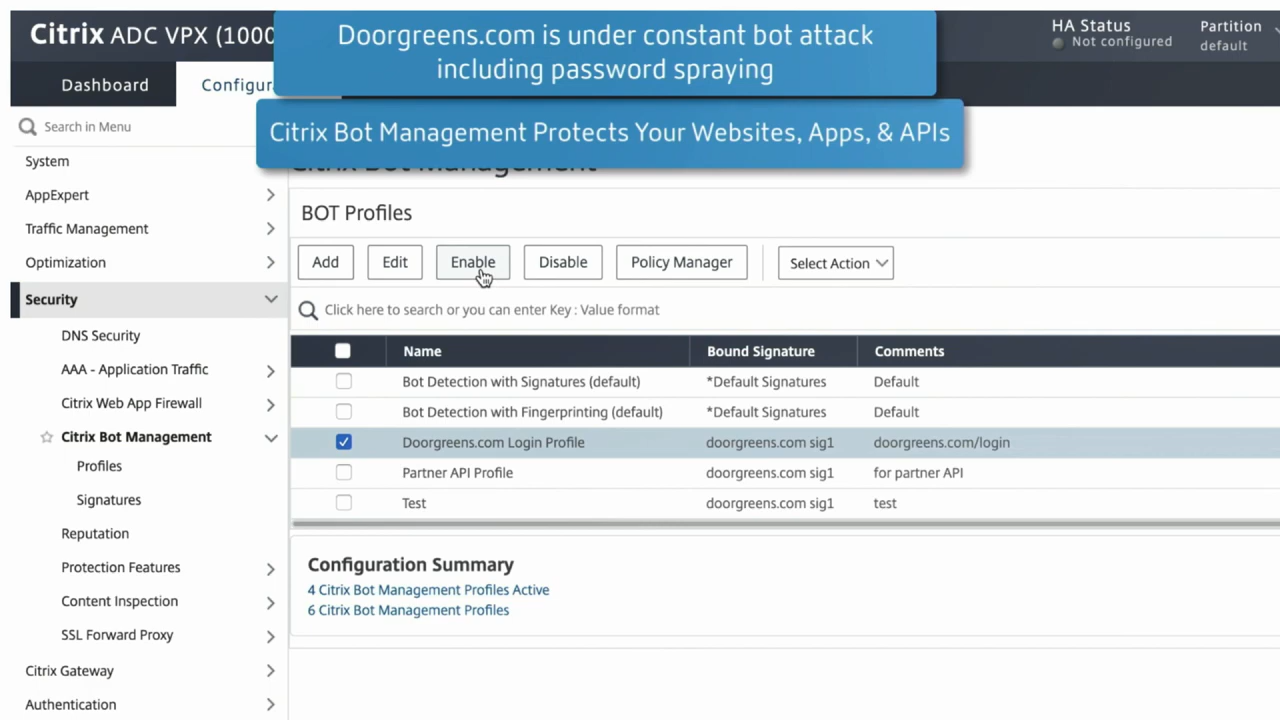 Citrix ADC VPX (1000
Doorgreens.com is under constant bot attack
including password spraying
HA Status
Not configured
Partition
default
Dashboard
Configur
Citrix Bot Management Protects Your Websites, Apps, & APIs
Search in Menu
System
AppExpert
Traffic Management
Optimization
Security
DNS Security
AAA - Application Traffic
Citrix Web App Firewall
Citrix Bot Management
Profiles
Signatures
Reputation
Protection Features
Content Inspection
SSL Forward Proxy
Citrix Gateway
Authentication
Citrix Bot Management
BOT Profiles
Add Edit Enable Disable Policy Manager Select Action
Click here to search or you can enter Key : Value format
Name Bound Signature Comments
Bot Detection with Signatures (default) *Default Signatures Default
Bot Detection with Fingerprinting (default) *Default Signatures Default
Doorgreens.com Login Profile doorgreens.com sig1 doorgreens.com/login
Partner API Profile doorgreens.com sig1 for partner API
Test doorgreens.com sig1 test
Configuration Summary
4 Citrix Bot Management Profiles Active
6 Citrix Bot Management Profiles